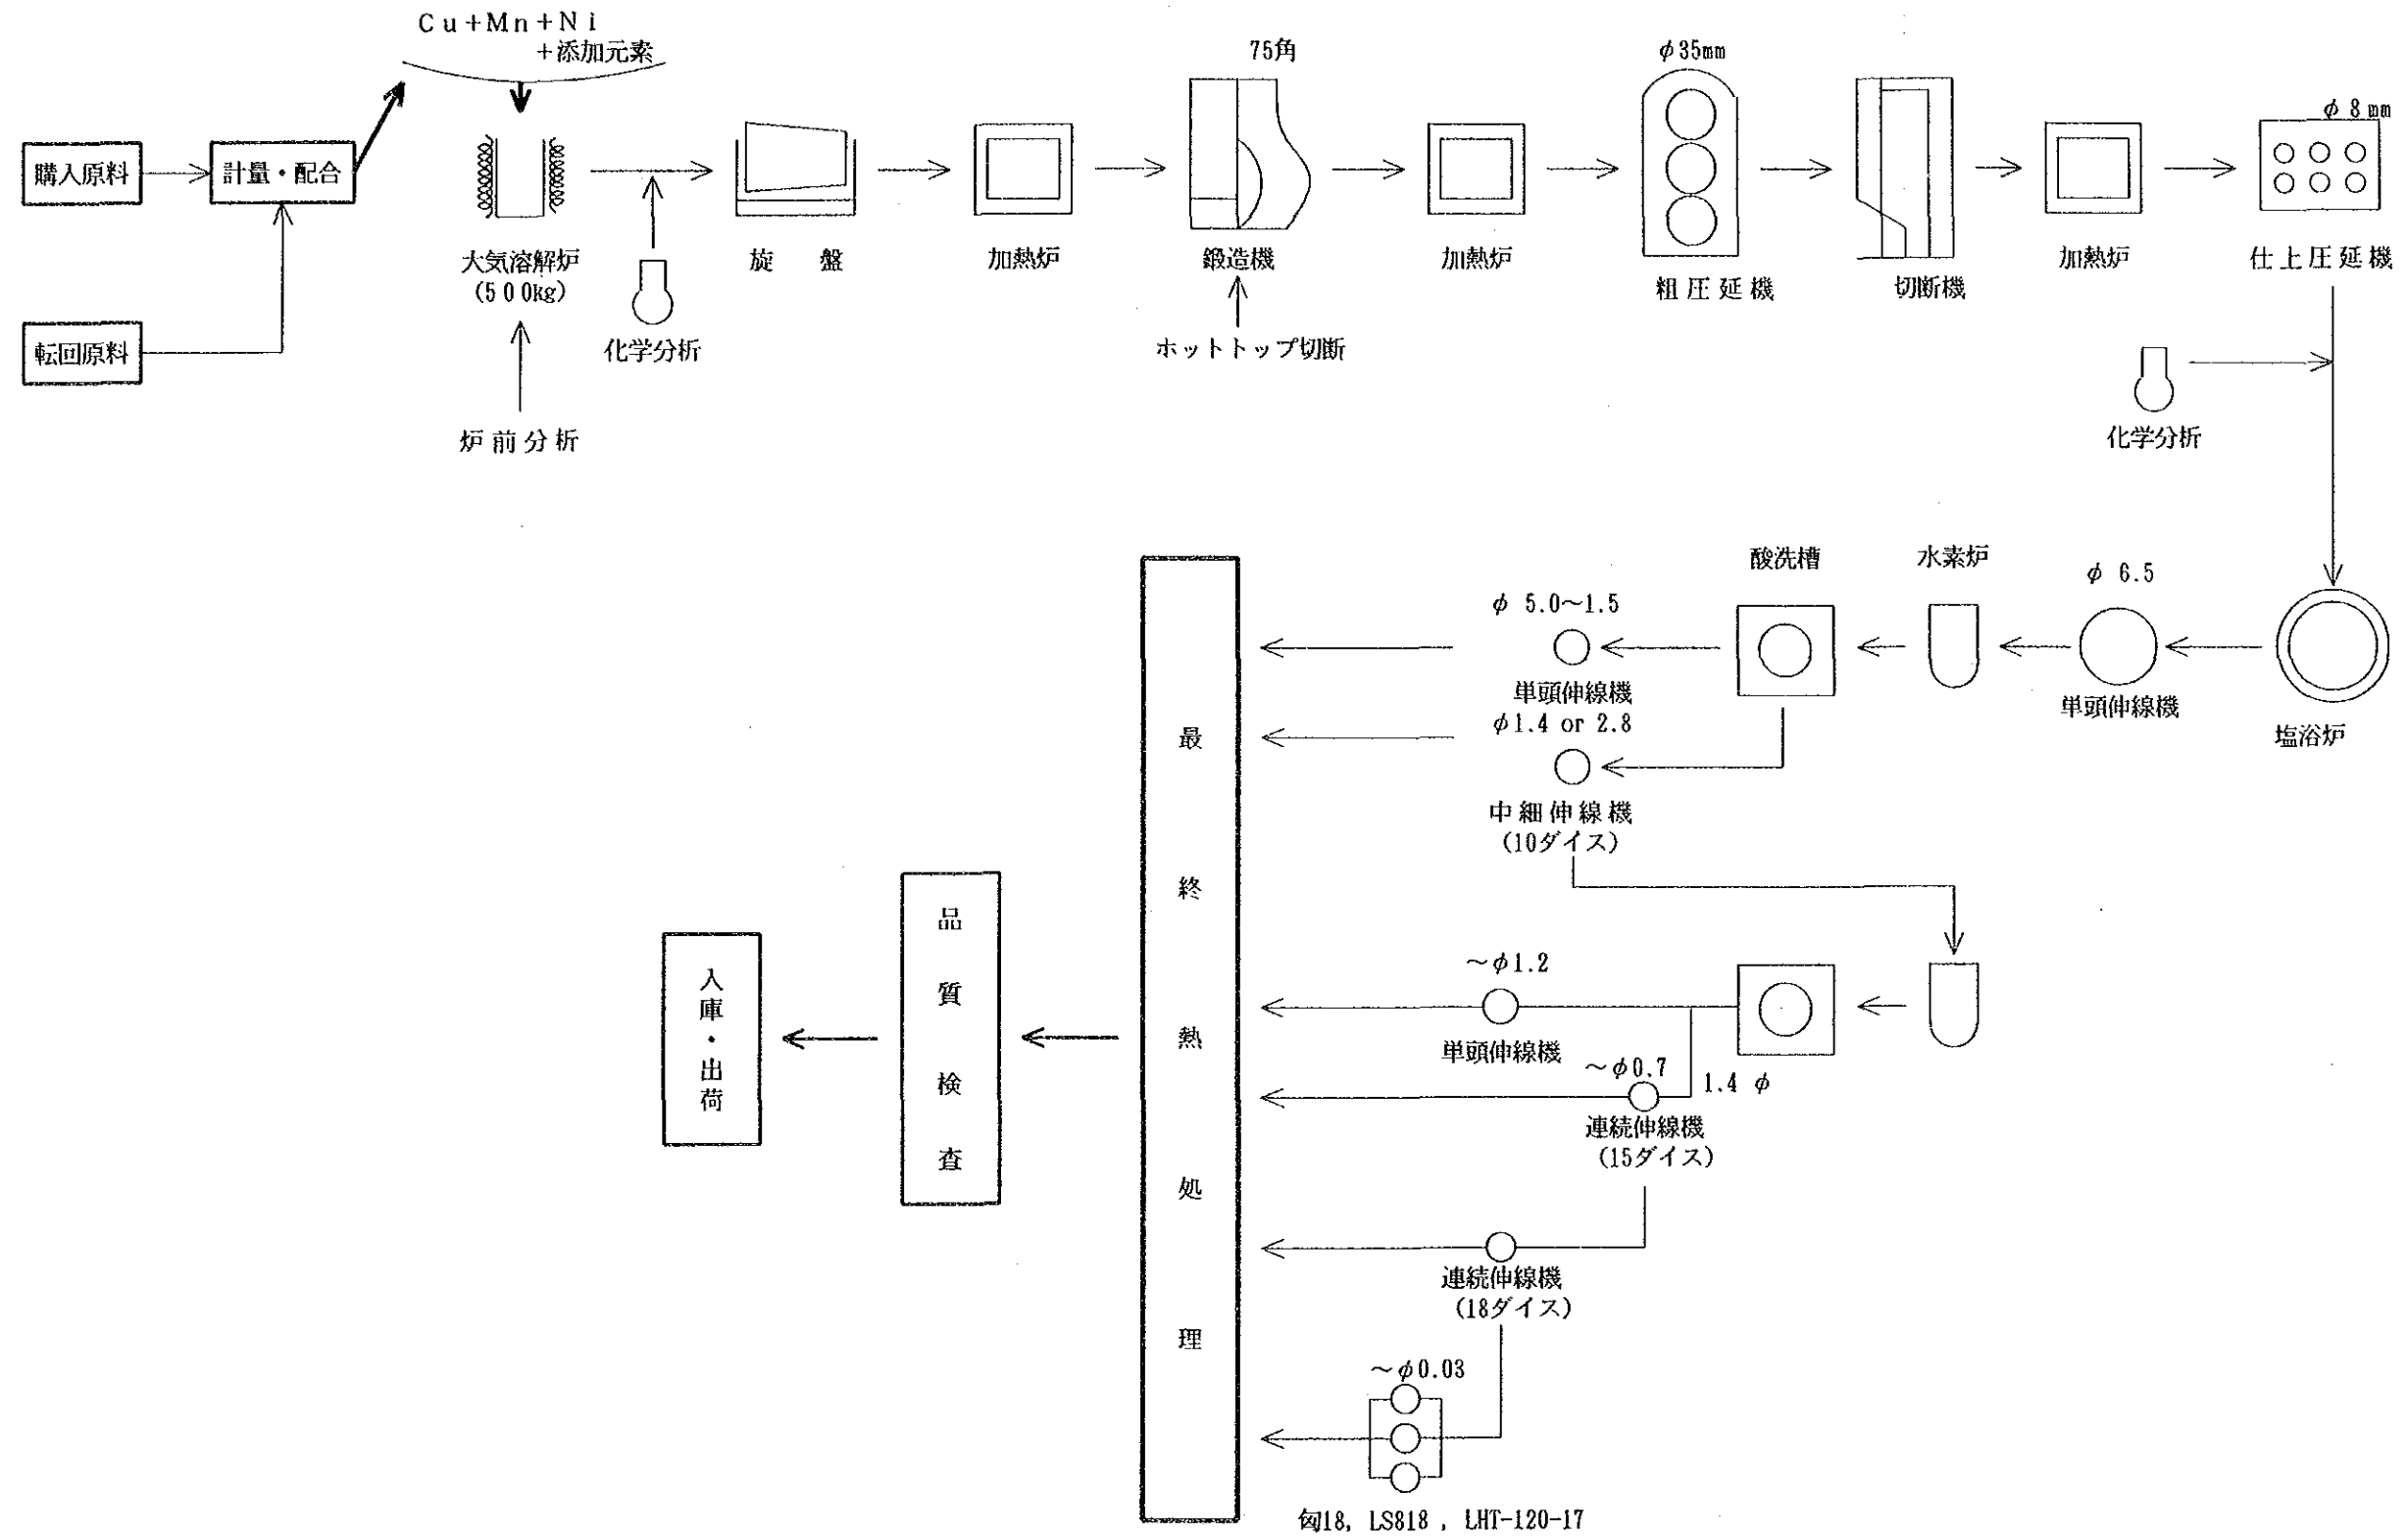 Cu+Mn+Ni
+添加元素
75角
φ35mm
φ 8 mm
購入原料
計量・配合
大気溶解炉
(500kg)
旋 盤
加熱炉
鍛造機
加熱炉
粗圧延機
切断機
加熱炉
仕上圧延機
転回原料
化学分析
ホットトップ切断
炉前分析
化学分析
酸洗槽
水素炉
φ 6.5
φ 5.0～1.5
単頭伸線機
単頭伸線機
塩浴炉
φ1.4 or 2.8
中細伸線機
(10ダイス)
最終熱処理
品質検査
入庫・出荷
～φ1.2
単頭伸線機
～φ0.7
1.4 φ
連続伸線機
(15ダイス)
連続伸線機
(18ダイス)
～φ0.03
18, LS818 , LHT-120-17